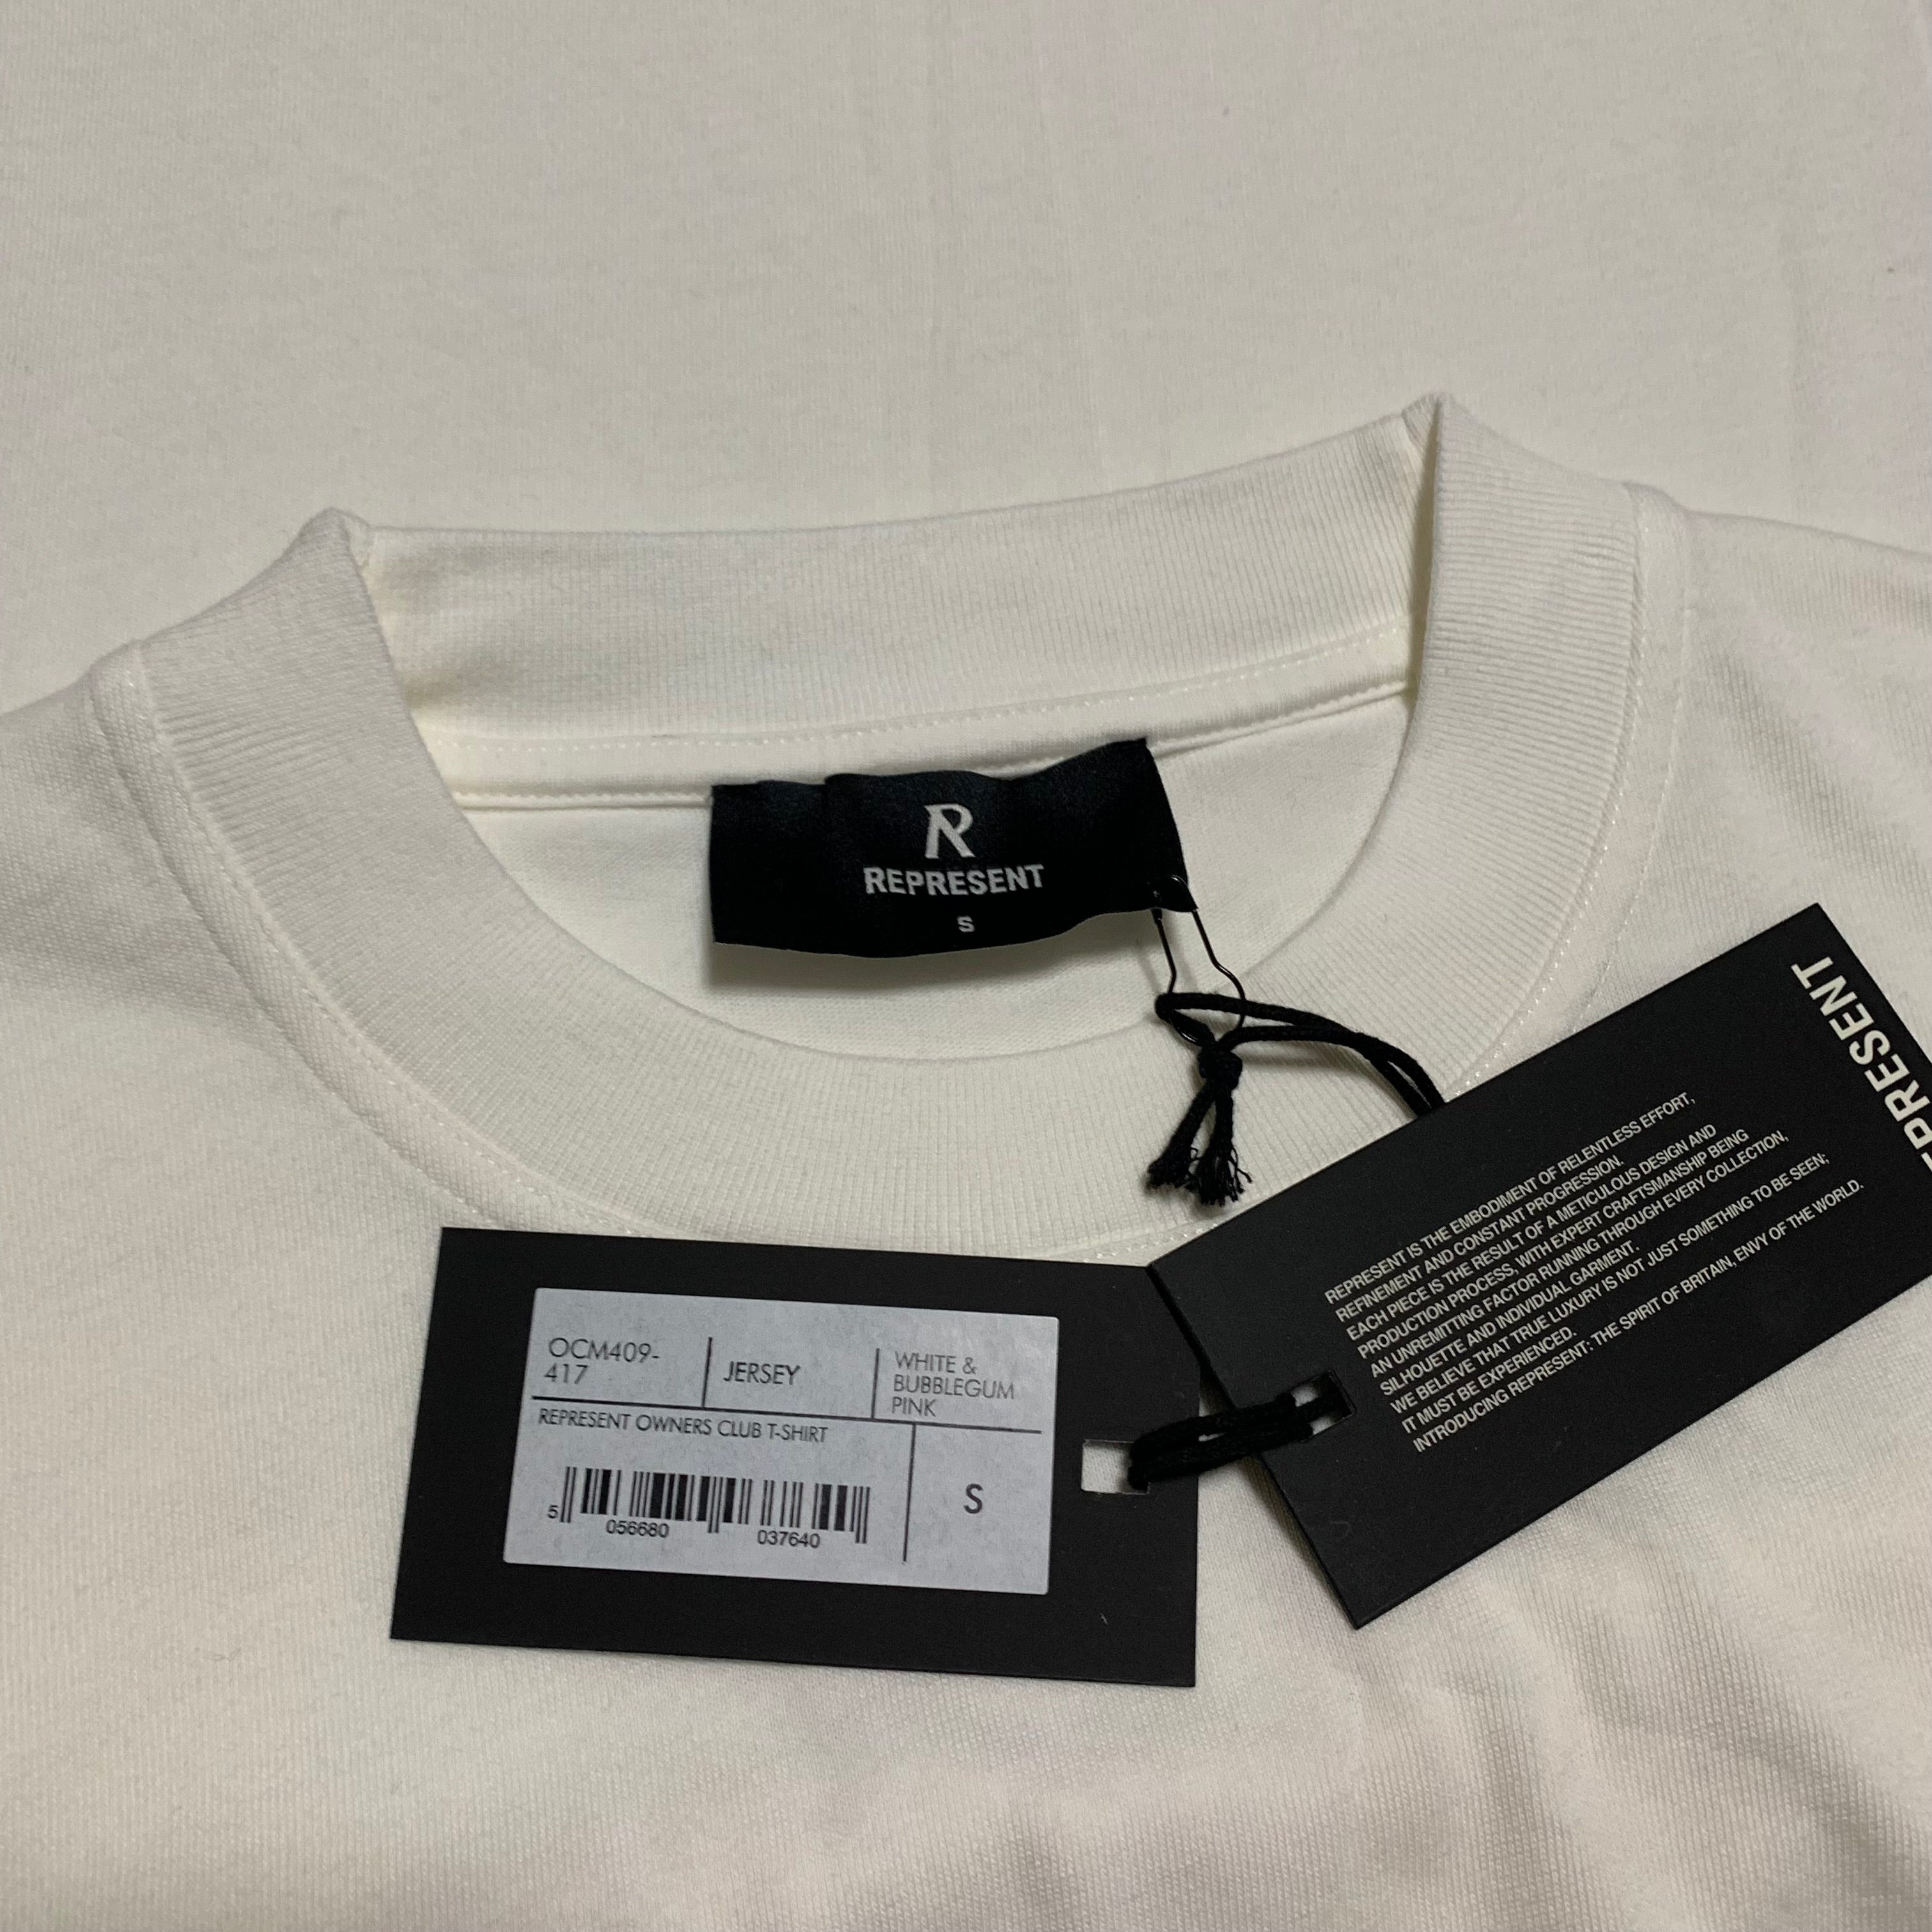 R
REPRESENT
S
OCM409-
417
JERSEY
WHITE &
BUBBLEGUM
PINK
REPRESENT OWNERS CLUB T-SHIRT
5 056680 037640
S
PRESENT
REPRESENT IS THE EMBODIMENT OF RELENTLESS EFFORT,
REFINEMENT AND CONSTANT PROGRESSION.
EACH PIECE IS THE RESULT OF A METICULOUS DESIGN AND
PRODUCTION PROCESS, WITH EXPERT CRAFTSMANSHIP BEING
AN UNREMITTING FACTOR RUNNING THROUGH EVERY COLLECTION,
SILHOUETTE AND INDIVIDUAL GARMENT.
WE BELIEVE THAT TRUE LUXURY IS NOT JUST SOMETHING TO BE SEEN;
IT MUST BE EXPERIENCED.
INTRODUCING REPRESENT: THE SPIRIT OF BRITAIN, ENVY OF THE WORLD.